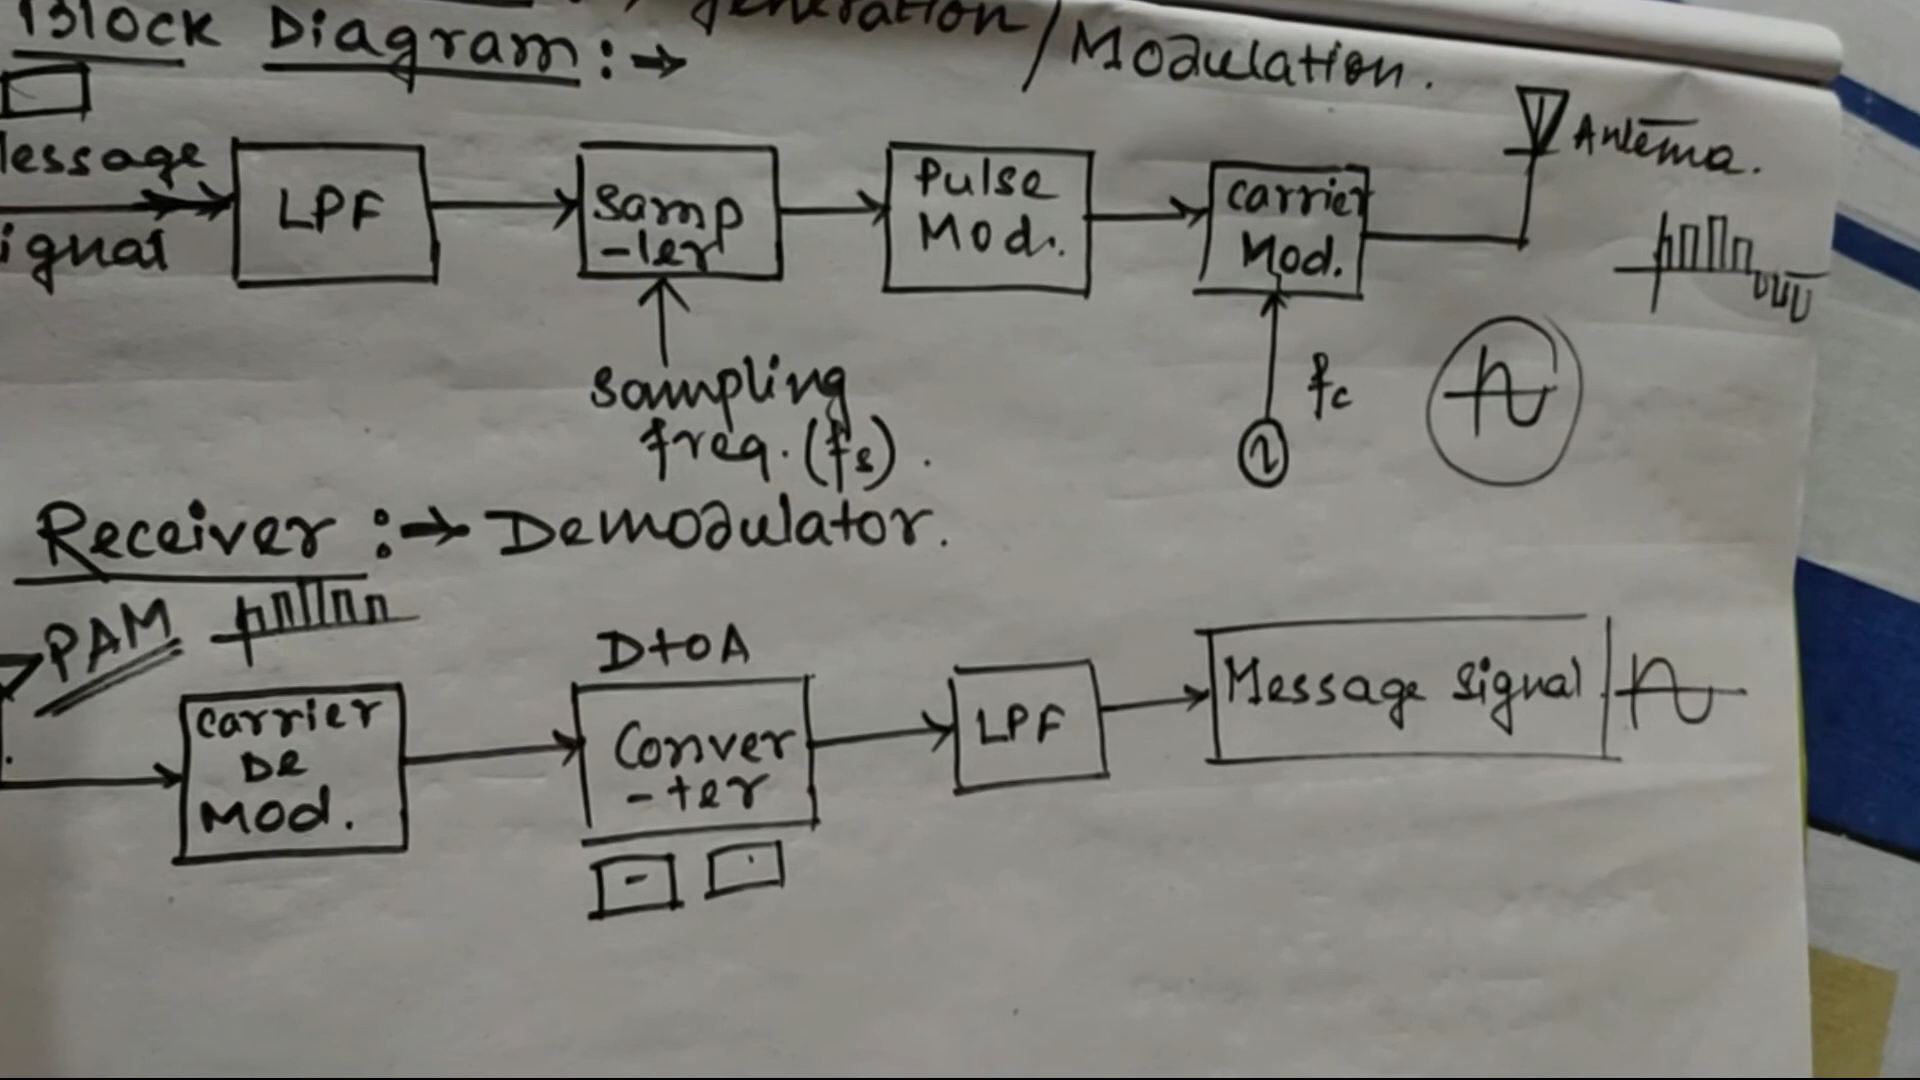 Block Diagram :→ generation / Modulation.
Message
Signal
LPF
Samp
-ler
Pulse
Mod.
Carrier
Mod.
Antenna.
Sampling
freq. (fs).
fc
Receiver :→ Demodulator.
PAM
Carrier
De
Mod.
D to A
Conver
-ter
LPF
Message Signal